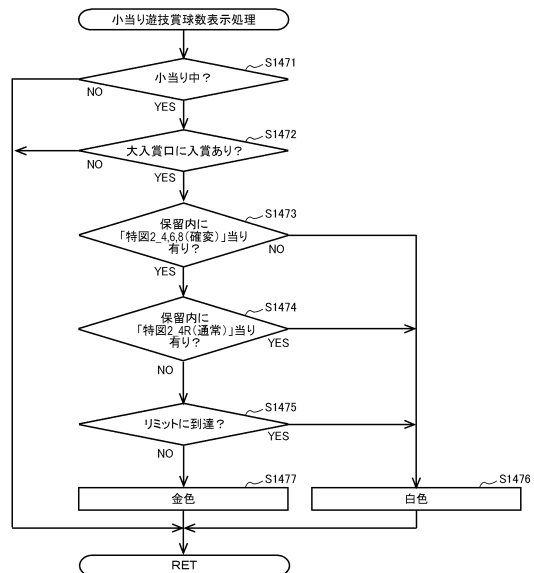 小当り遊技賞球数表示処理
S1471
小当り中？
NO
YES
S1472
大入賞口に入賞あり？
NO
YES
S1473
保留内に
「特図2_4,6,8(確変)」当り
有り？
NO
YES
S1474
保留内に
「特図2_4R(通常)」当り
有り？
YES
NO
S1475
リミットに到達？
YES
NO
S1477
金色
S1476
白色
RET